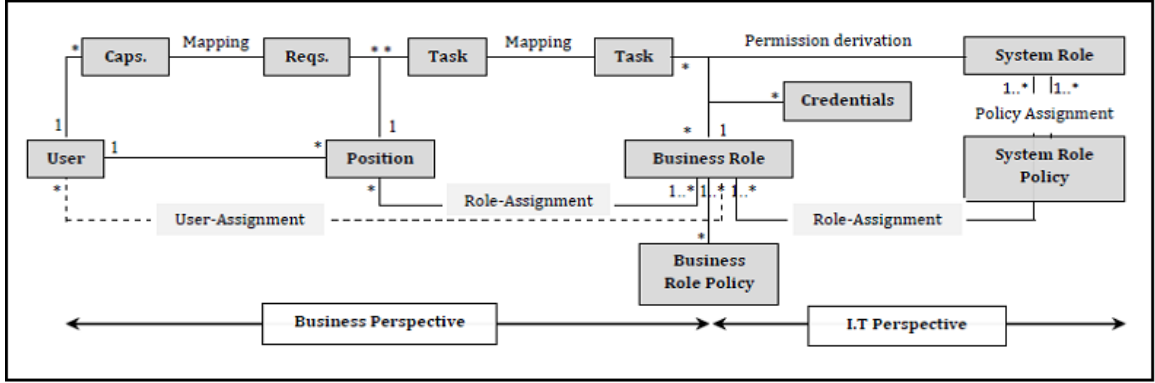 Mapping
Mapping
Permission derivation
* Caps.
Reqs.
* *
Task
Task
*
System Role
1..* 1..*
* Credentials
Policy Assignment
1
1
* 1
User
1
*
Position
Business Role
System Role
Policy
*
*
1..* 1..* 1..*
Role-Assignment
User-Assignment
Role-Assignment
*
Business
Role Policy
Business Perspective
I.T Perspective